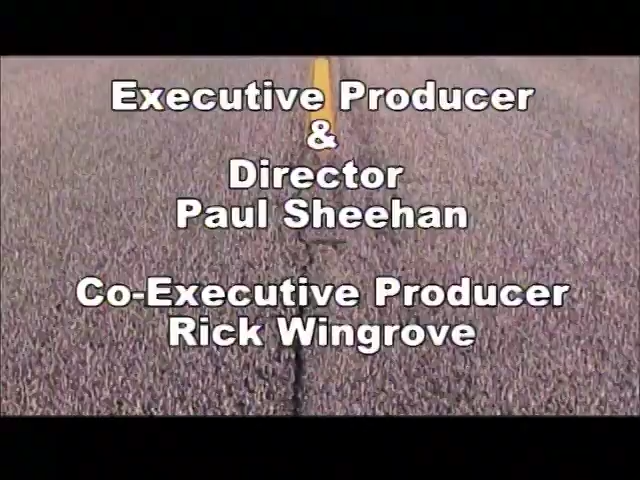 Executive Producer
&
Director
Paul Sheehan
Co-Executive Producer
Rick Wingrove